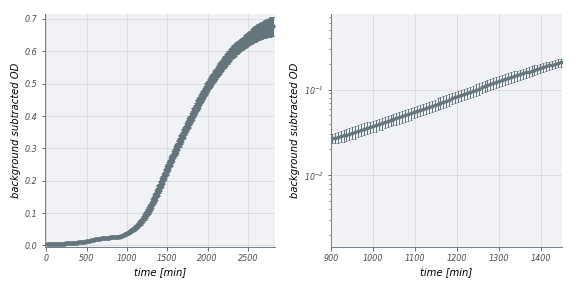 background subtracted OD
0.7
0.6
0.5
0.4
0.3
0.2
0.1
0.0
0 500 1000 1500 2000 2500
time [min]
background subtracted OD
10⁻¹
10⁻²
900 1000 1100 1200 1300 1400
time [min]